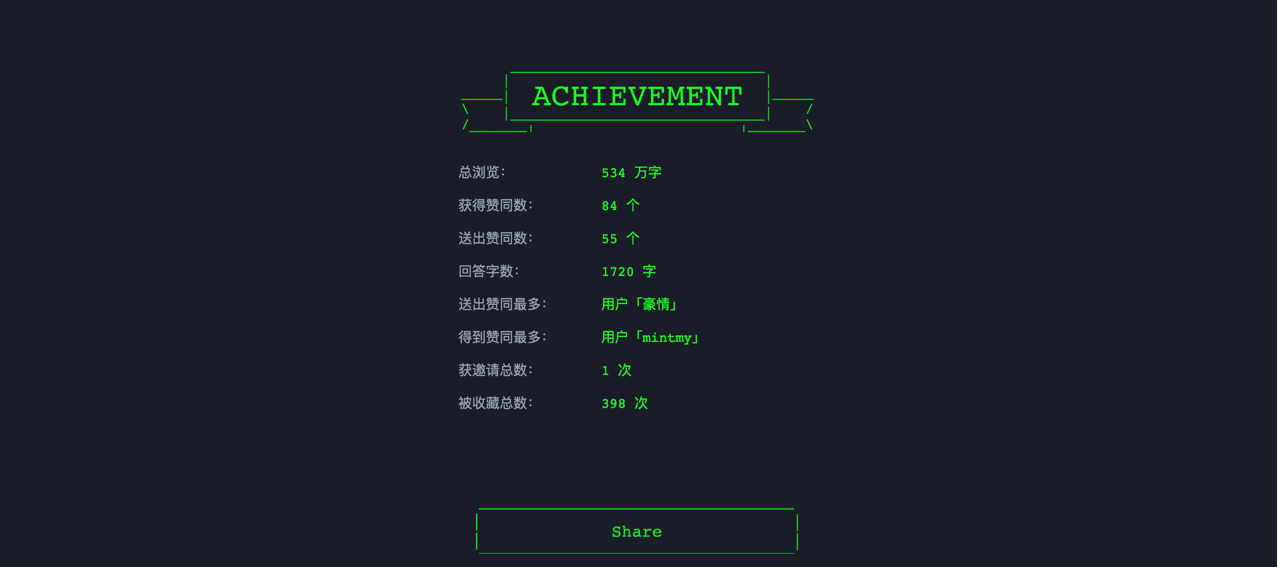 ACHIEVEMENT
总浏览: 534 万字
获得赞同数: 84 个
送出赞同数: 55 个
回答字数: 1720 字
送出赞同最多: 用户「豪情」
得到赞同最多: 用户「mintmy」
获邀请总数: 1 次
被收藏总数: 398 次
Share